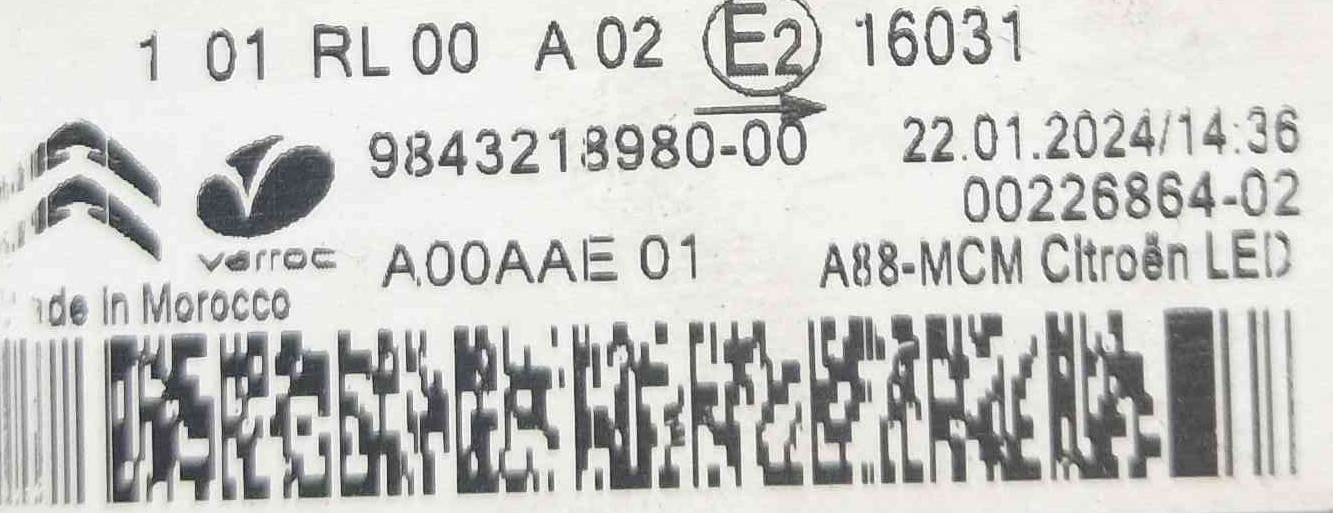 1 01 RL 00 A 02 E2 16031
9843218980-00 22.01.2024/14:36
00226864-02
varroc A00AAE 01 A88-MCM Citroën LED
in Morocco